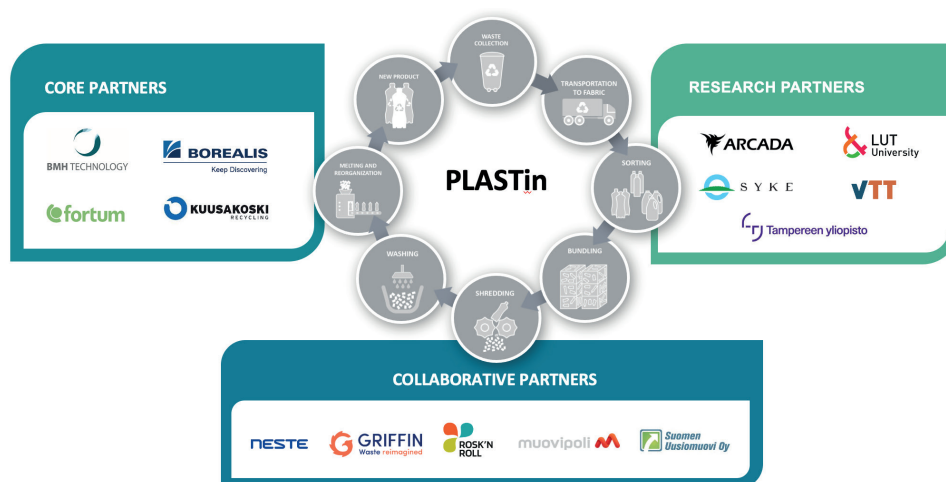 WASTE
COLLECTION
TRANSPORTATION
TO FABRIC
SORTING
BUNDLING
SHREDDING
WASHING
MELTING AND
REORGANIZATION
NEW PRODUCT
PLASTin
CORE PARTNERS
BMH TECHNOLOGY
BOREALIS
Keep Discovering
fortum
KUUSAKOSKI
RECYCLING
RESEARCH PARTNERS
ARCADA
LUT
University
SYKE
VTT
Tampereen yliopisto
COLLABORATIVE PARTNERS
NESTE
GRIFFIN
Waste reimagined
ROSK'N
ROLL
muovipoli
Suomen
Uusiomuovi Oy